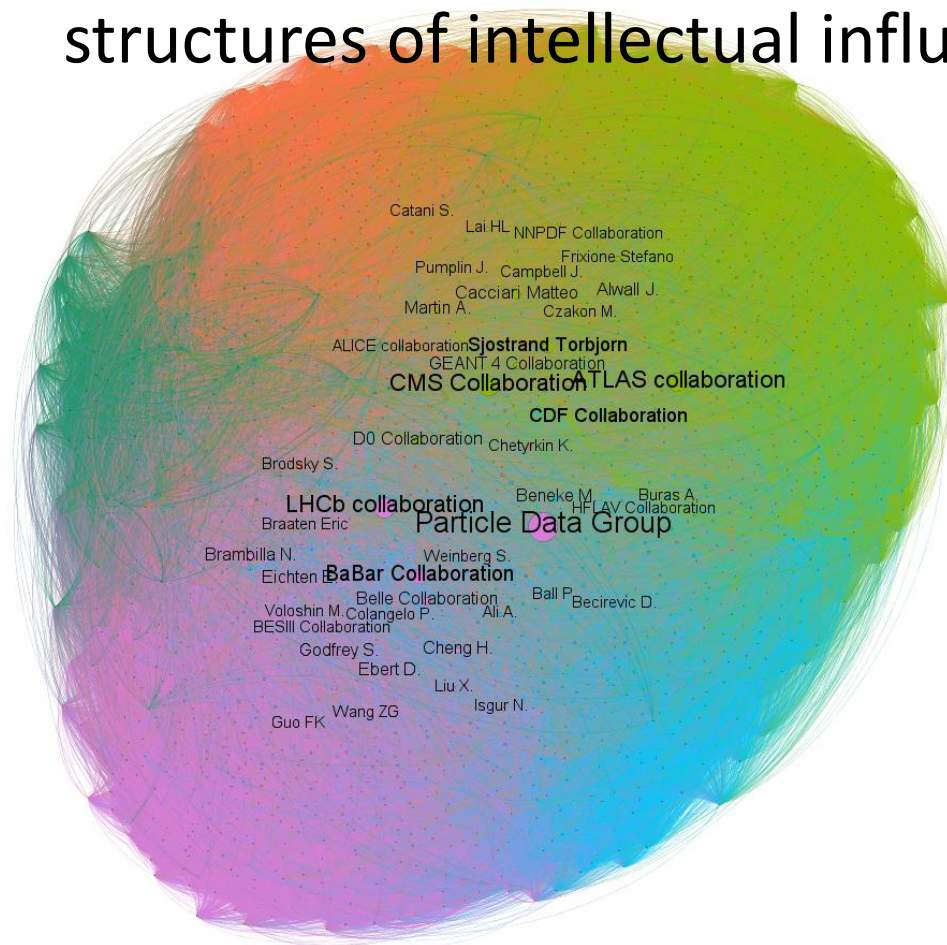 structures of intellectual influ
Catani S.
Lai HL
NNPDF Collaboration
Frixione Stefano
Pumplin J.
Campbell J.
Cacciari Matteo
Alwall J.
Martin A.
Czakon M.
ALICE collaboration
Sjostrand Torbjorn
GEANT 4 Collaboration
CMS Collaboration
ATLAS collaboration
CDF Collaboration
D0 Collaboration
Chetyrkin K.
Brodsky S.
LHCb collaboration
Beneke M.
Buras A.
HFLAV Collaboration
Braaten Eric
Particle Data Group
Brambilla N.
Weinberg S.
Eichten E.
BaBar Collaboration
Belle Collaboration
Ball P.
Becirevic D.
Voloshin M.
Colangelo P.
Ali A.
BESIII Collaboration
Godfrey S.
Cheng H.
Ebert D.
Liu X.
Isgur N.
Wang ZG
Guo FK